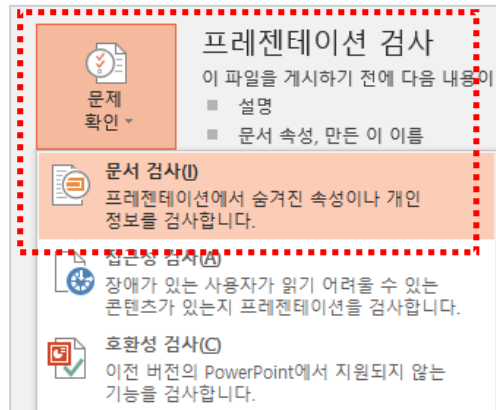 프레젠테이션 검사
이 파일을 게시하기 전에 다음 내용이
■ 설명
■ 문서 속성, 만든 이 이름
문제
확인
문서 검사(I)
프레젠테이션에서 숨겨진 속성이나 개인
정보를 검사합니다.
접근성 검사(A)
장애가 있는 사용자가 읽기 어려울 수 있는
콘텐츠가 있는지 프레젠테이션을 검사합니다.
호환성 검사(C)
이전 버전의 PowerPoint에서 지원되지 않는
기능을 검사합니다.